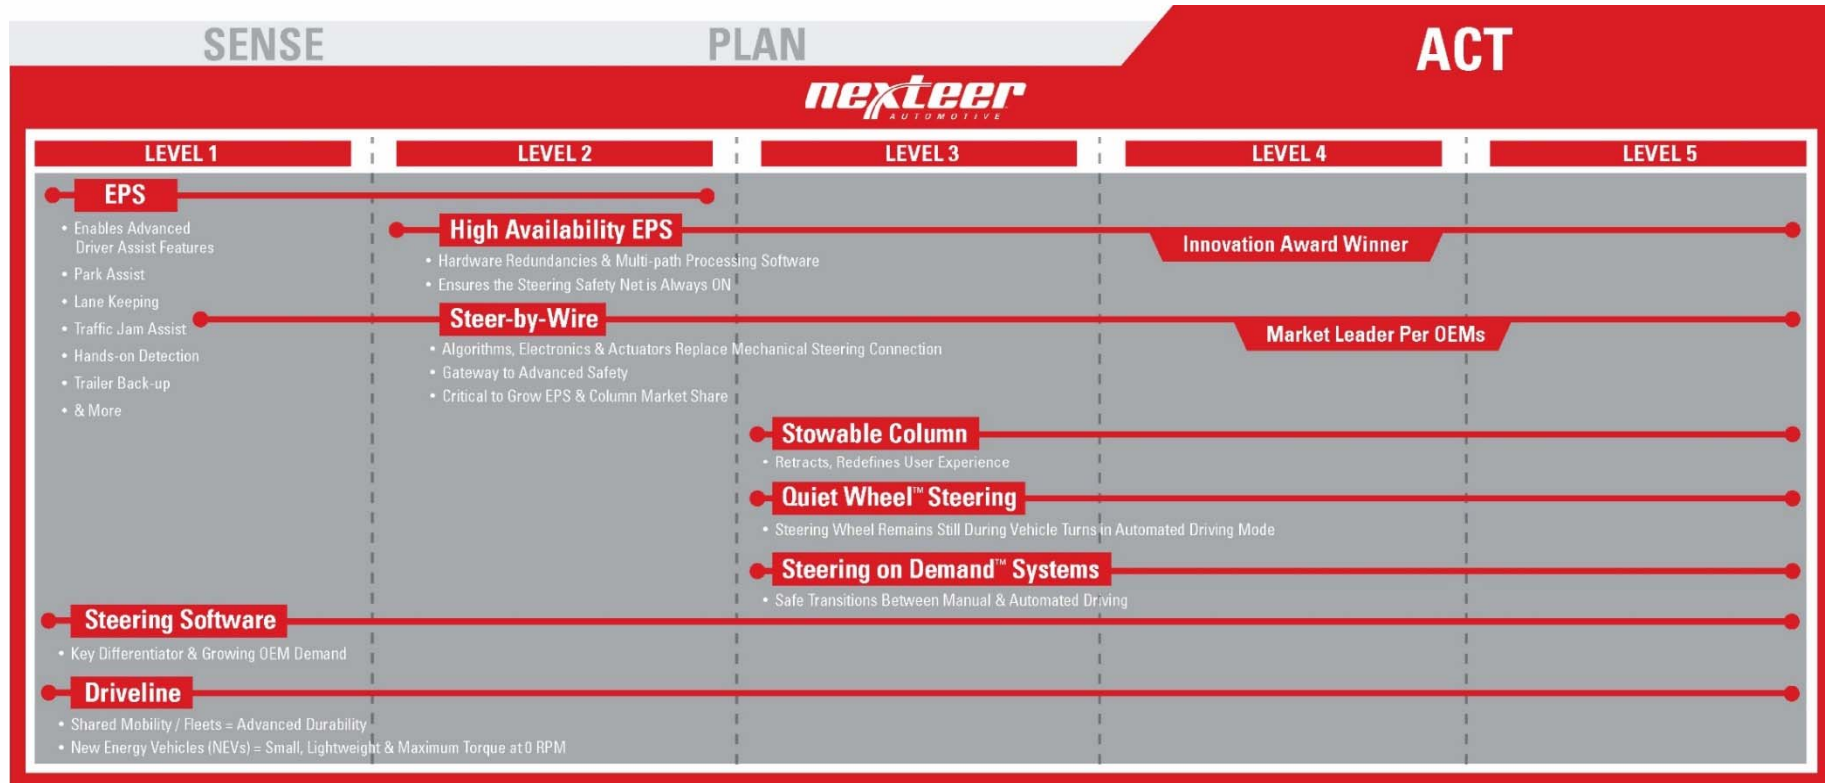 SENSE
PLAN
ACT
nexteer
AUTOMOTIVE
LEVEL 1
LEVEL 2
LEVEL 3
LEVEL 4
LEVEL 5
EPS
• Enables Advanced
Driver Assist Features
• Park Assist
• Lane Keeping
• Traffic Jam Assist
• Hands-on Detection
• Trailer Back-up
• & More
High Availability EPS
Innovation Award Winner
• Hardware Redundancies & Multi-path Processing Software
• Ensures the Steering Safety Net is Always ON
Steer-by-Wire
Market Leader Per OEMs
• Algorithms, Electronics & Actuators Replace Mechanical Steering Connection
• Gateway to Advanced Safety
• Critical to Grow EPS & Column Market Share
Stowable Column
• Retracts, Redefines User Experience
Quiet Wheel™ Steering
• Steering Wheel Remains Still During Vehicle Turns in Automated Driving Mode
Steering on Demand™ Systems
• Safe Transitions Between Manual & Automated Driving
Steering Software
• Key Differentiator & Growing OEM Demand
Driveline
• Shared Mobility / Fleets = Advanced Durability
• New Energy Vehicles (NEVs) = Small, Lightweight & Maximum Torque at 0 RPM